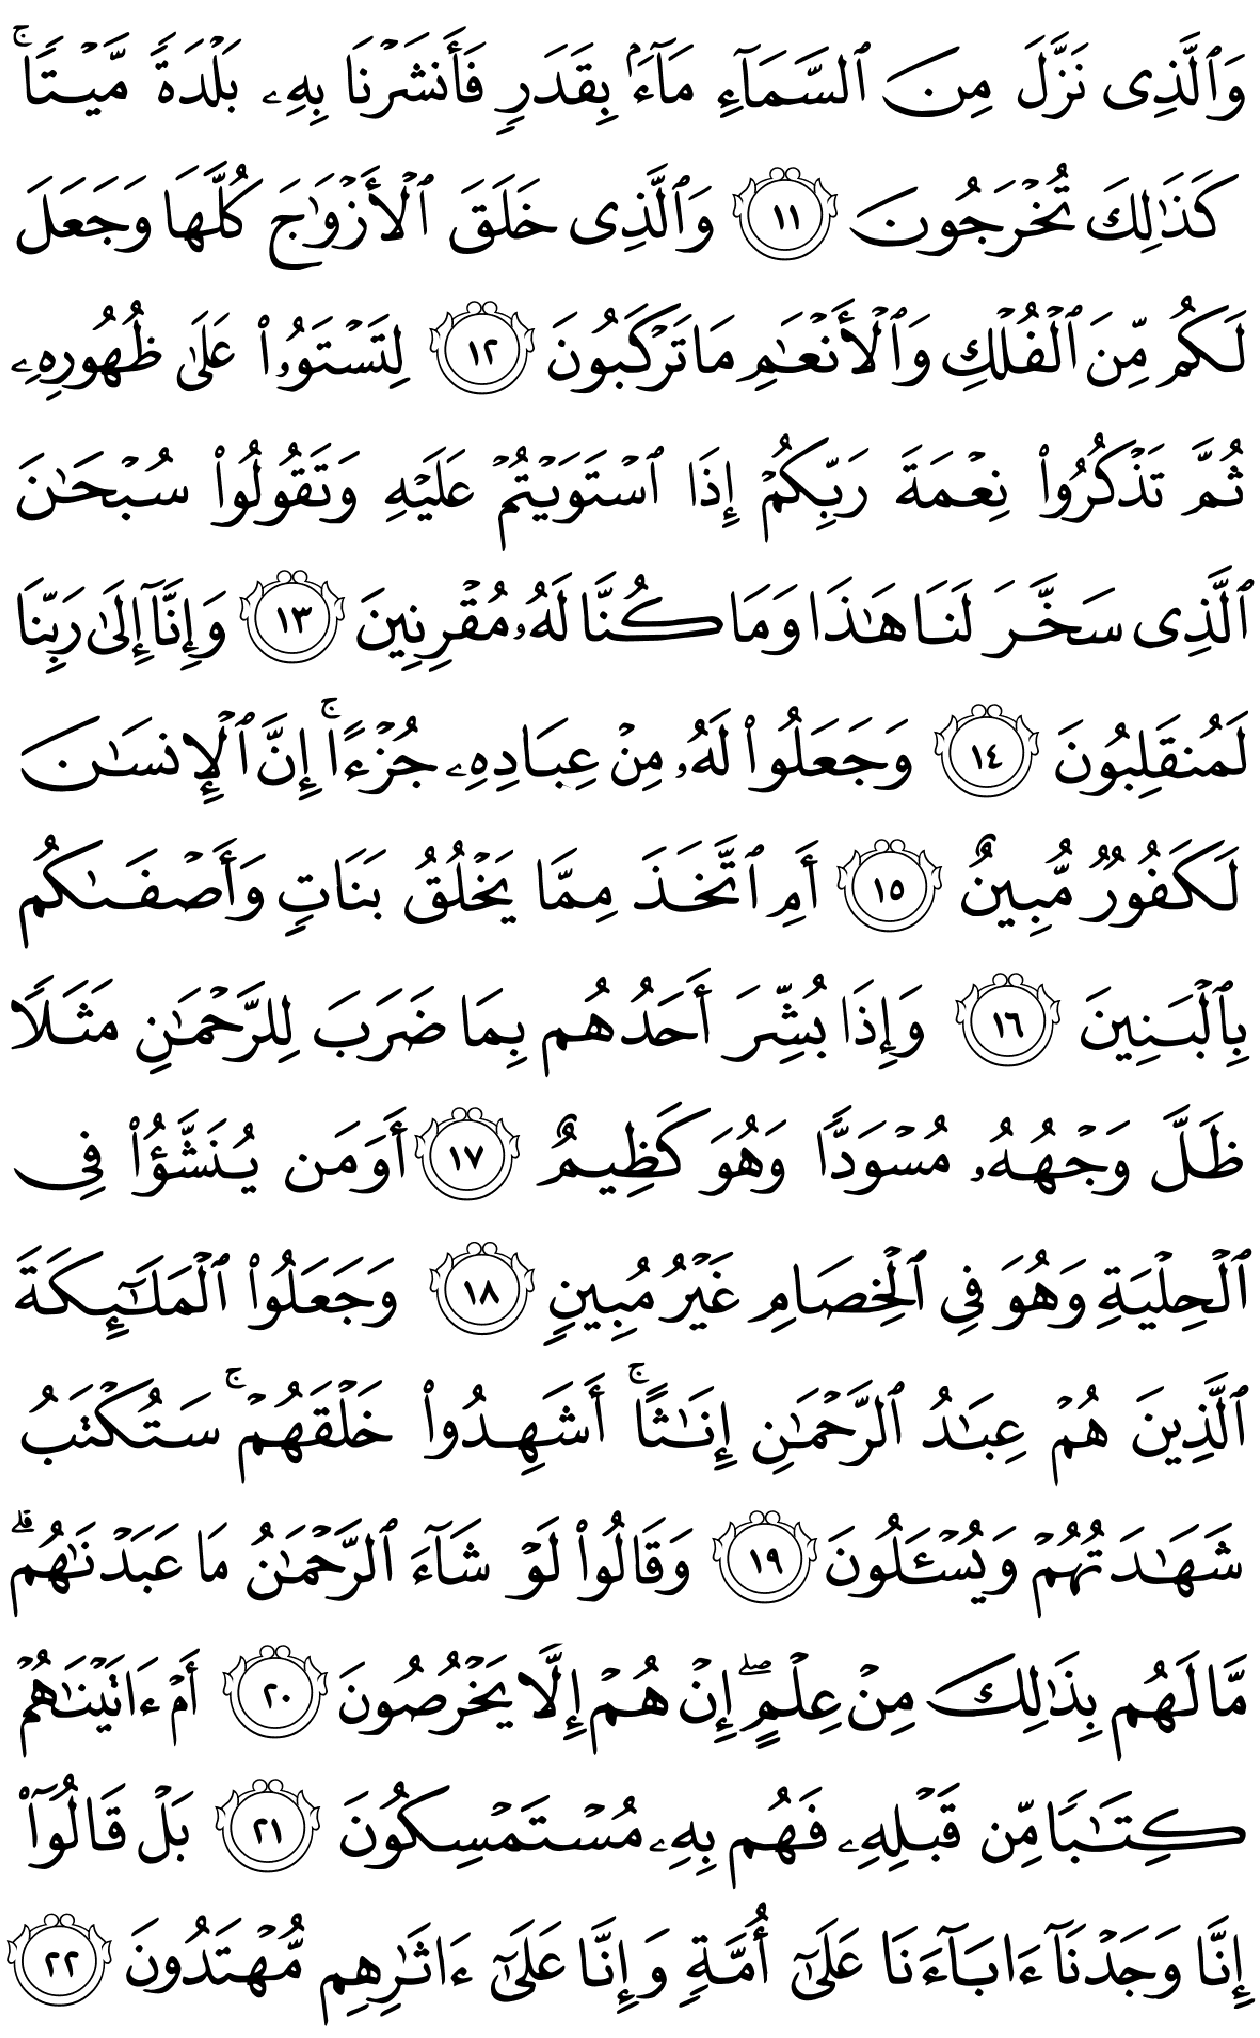 وَٱلَّذِى نَزَّلَ مِنَ ٱلسَّمَآءِ مَآءَۢ بِقَدَرٍ فَأَنشَرْنَا بِهِۦ بَلْدَةً مَّيْتًا ۚ
كَذَٰلِكَ تُخْرَجُونَ ١١ وَٱلَّذِى خَلَقَ ٱلْأَزْوَٰجَ كُلَّهَا وَجَعَلَ
لَكُم مِّنَ ٱلْفُلْكِ وَٱلْأَنْعَـٰمِ مَا تَرْكَبُونَ ١٢ لِتَسْتَوُۥا۟ عَلَىٰ ظُهُورِهِۦ
ثُمَّ تَذْكُرُوا۟ نِعْمَةَ رَبِّكُمْ إِذَا ٱسْتَوَيْتُمْ عَلَيْهِ وَتَقُولُوا۟ سُبْحَـٰنَ
ٱلَّذِى سَخَّرَ لَنَا هَـٰذَا وَمَا كُنَّا لَهُۥ مُقْرِنِينَ ١٣ وَإِنَّآ إِلَىٰ رَبِّنَا
لَمُنقَلِبُونَ ١٤ وَجَعَلُوا۟ لَهُۥ مِنْ عِبَادِهِۦ جُزْءًا ۚ إِنَّ ٱلْإِنسَـٰنَ
لَكَفُورٌ مُّبِينٌ ١٥ أَمِ ٱتَّخَذَ مِمَّا يَخْلُقُ بَنَاتٍ وَأَصْفَىٰكُم
بِٱلْبَنِينَ ١٦ وَإِذَا بُشِّرَ أَحَدُهُم بِمَا ضَرَبَ لِلرَّحْمَـٰنِ مَثَلًا
ظَلَّ وَجْهُهُۥ مُسْوَدًّا وَهُوَ كَظِيمٌ ١٧ أَوَمَن يُنَشَّؤُا۟ فِى
ٱلْحِلْيَةِ وَهُوَ فِى ٱلْخِصَامِ غَيْرُ مُبِينٍ ١٨ وَجَعَلُوا۟ ٱلْمَلَـٰٓئِكَةَ
ٱلَّذِينَ هُمْ عِبَـٰدُ ٱلرَّحْمَـٰنِ إِنَـٰثًا ۚ أَشَهِدُوا۟ خَلْقَهُمْ ۚ سَتُكْتَبُ
شَهَـٰدَتُهُمْ وَيُسْـَٔلُونَ ١٩ وَقَالُوا۟ لَوْ شَآءَ ٱلرَّحْمَـٰنُ مَا عَبَدْنَـٰهُم ۗ
مَّا لَهُم بِذَٰلِكَ مِنْ عِلْمٍ ۖ إِنْ هُمْ إِلَّا يَخْرُصُونَ ٢٠ أَمْ ءَاتَيْنَـٰهُمْ
كِتَـٰبًا مِّن قَبْلِهِۦ فَهُم بِهِۦ مُسْتَمْسِكُونَ ٢١ بَلْ قَالُوٓا۟
إِنَّا وَجَدْنَآ ءَابَآءَنَا عَلَىٰٓ أُمَّةٍ وَإِنَّا عَلَىٰٓ ءَاثَـٰرِهِم مُّهْتَدُونَ ٢٢